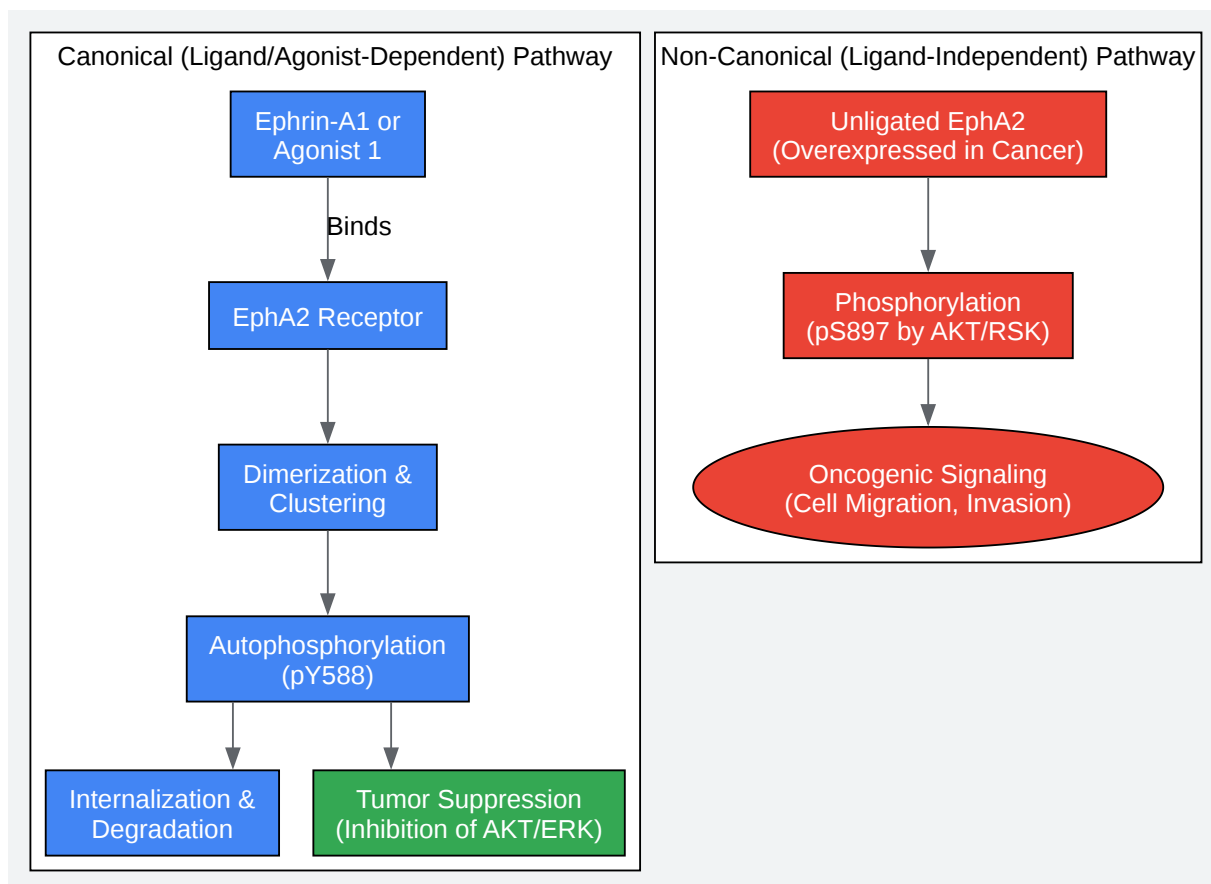 Canonical (Ligand/Agonist-Dependent) Pathway
Ephrin-A1 or
Agonist 1
Binds
EphA2 Receptor
Dimerization &
Clustering
Autophosphorylation
(pY588)
Internalization &
Degradation
Tumor Suppression
(Inhibition of AKT/ERK)
Non-Canonical (Ligand-Independent) Pathway
Unligated EphA2
(Overexpressed in Cancer)
Phosphorylation
(pS897 by AKT/RSK)
Oncogenic Signaling
(Cell Migration, Invasion)